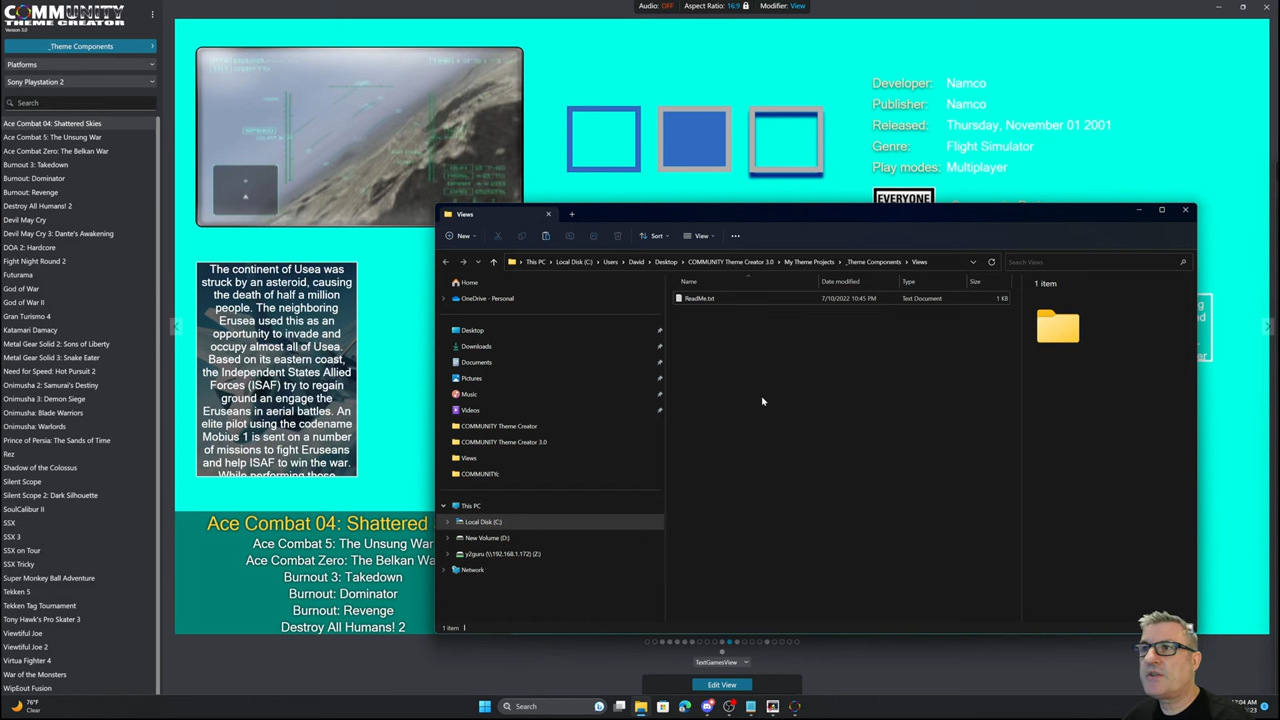 COMMUNITY
THEME CREATOR
Version 3.0
Audio: OFF
Aspect Ratio: 16:9
Modifier: View
_Theme Components
Platforms
Sony Playstation 2
Search
Ace Combat 04: Shattered Skies
Ace Combat 5: The Unsung War
Ace Combat Zero: The Belkan War
Burnout 3: Takedown
Burnout: Dominator
Burnout: Revenge
Destroy All Humans! 2
Devil May Cry
Devil May Cry 3: Dante's Awakening
DOA 2: Hardcore
Fight Night Round 2
Futurama
God of War
God of War II
Gran Turismo 4
Katamari Damacy
Metal Gear Solid 2: Sons of Liberty
Metal Gear Solid 3: Snake Eater
Need for Speed: Hot Pursuit 2
Onimusha 2: Samurai's Destiny
Onimusha 3: Demon Siege
Onimusha: Blade Warriors
Onimusha: Warlords
Prince of Persia: The Sands of Time
Rez
Shadow of the Colossus
Silent Scope
Silent Scope 2: Dark Silhouette
SoulCalibur II
SSX
SSX 3
SSX on Tour
SSX Tricky
Super Monkey Ball Adventure
Tekken 5
Tekken Tag Tournament
Tony Hawk's Pro Skater 3
Viewtiful Joe
Viewtiful Joe 2
Virtua Fighter 4
War of the Monsters
WipEout Fusion
SPEED
Developer: Namco
Publisher: Namco
Released: Thursday, November 01 2001
Genre: Flight Simulator
Play modes: Multiplayer
EVERYONE
The continent of Usea was
struck by an asteroid, causing
the death of half a million
people. The neighboring
Erusea used this as an
opportunity to invade and
occupy almost all of Usea.
Based on its eastern coast,
the Independent States Allied
Forces (ISAF) try to regain
ground an engage the
Eruseans in aerial battles. An
elite pilot using the codename
Mobius 1 is sent on a number
of missions to fight Eruseans
and help ISAF to win the war.
While performing those
Ace Combat 04: Shattered
Ace Combat 5: The Unsung War
Ace Combat Zero: The Belkan Wa
Burnout 3: Takedown
Burnout: Dominator
Burnout: Revenge
Destroy All Humans! 2
Views
New
Sort
View
This PC
Local Disk (C:)
Users
David
Desktop
COMMUNITY Theme Creator 3.0
My Theme Projects
_Theme Components
Views
Search Views
Name
Date modified
Type
Size
ReadMe.txt
7/10/2022 10:45 PM
Text Document
1 KB
1 item
Home
OneDrive - Personal
Desktop
Downloads
Documents
Pictures
Music
Videos
COMMUNITY Theme Creator
COMMUNITY Theme Creator 3.0
Views
COMMUNITY;
This PC
Local Disk (C:)
New Volume (D:)
y2guru (\\192.168.1.172) (Z:)
Network
1 item
TextGamesView
Edit View
76°F
Clear
Search